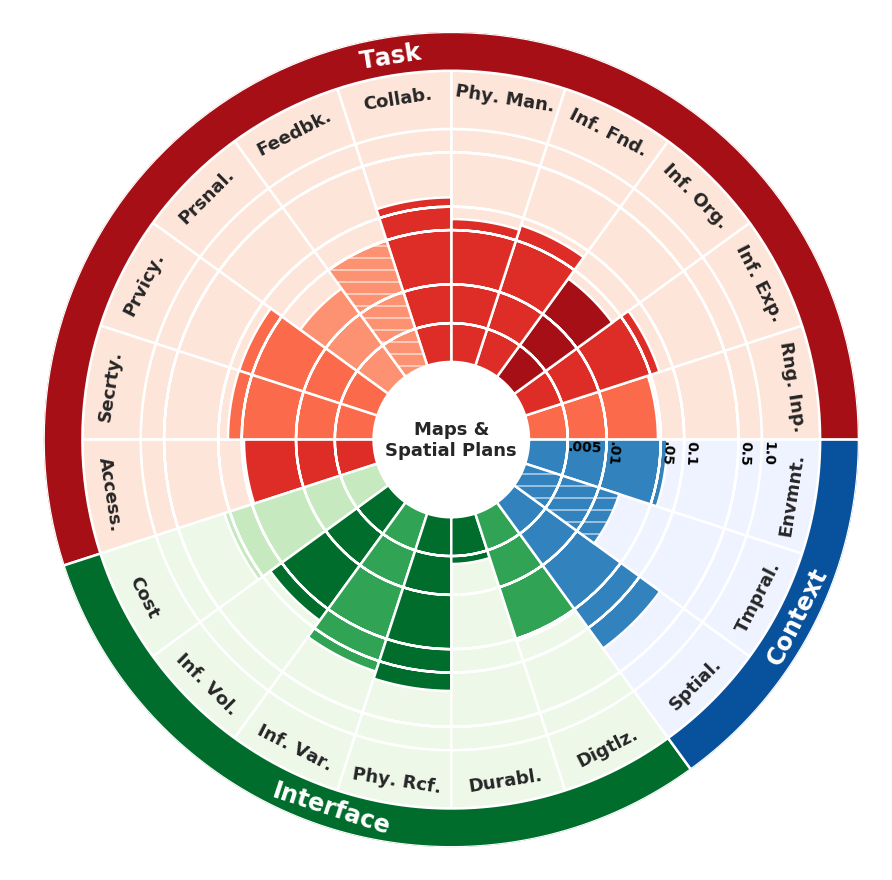 Task
Collab.
Phy. Man.
Feedbk.
Inf. Fnd.
Prsnal.
Inf. Org.
Prvicy.
Inf. Exp.
Secrty.
Rng. Inp.
Maps &
Spatial Plans
.005
.01
.05
0.1
0.5
1.0
Access.
Envmnt.
Cost
Tmpral.
Context
Inf. Vol.
Sptial.
Inf. Var.
Digtlz.
Phy. Rcf.
Durabl.
Interface